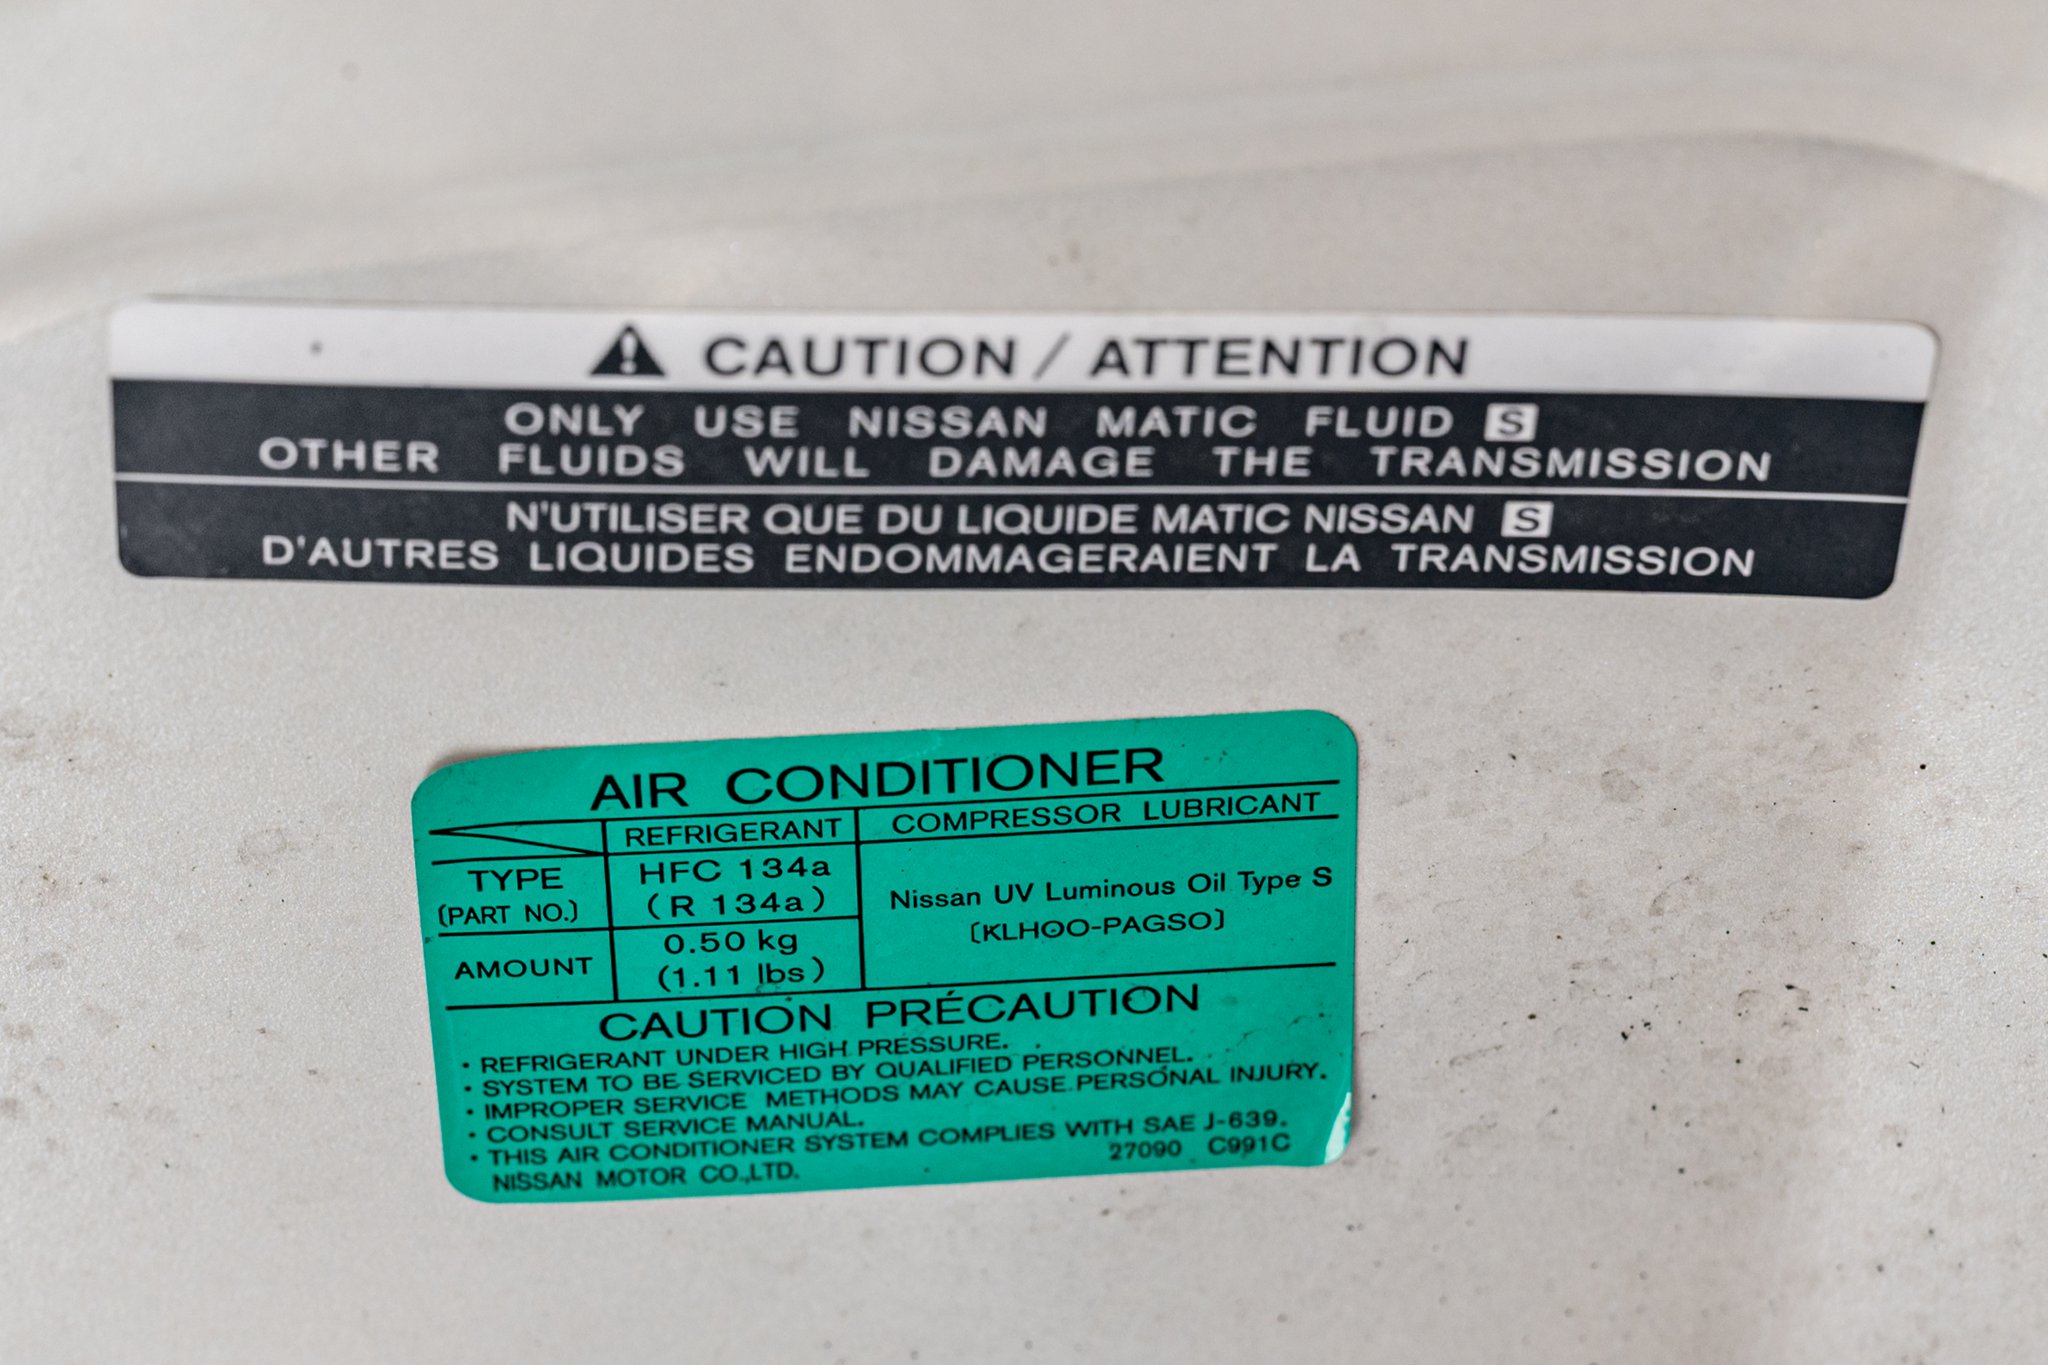 CAUTION / ATTENTION
ONLY USE NISSAN MATIC FLUID S
OTHER FLUIDS WILL DAMAGE THE TRANSMISSION
N'UTILISER QUE DU LIQUIDE MATIC NISSAN S
D'AUTRES LIQUIDES ENDOMMAGERAIENT LA TRANSMISSION
AIR CONDITIONER
REFRIGERANT COMPRESSOR LUBRICANT
TYPE
(PART NO.)
HFC 134a
(R 134a)
Nissan UV Luminous Oil Type S
[KLH00-PAGS0]
AMOUNT
0.50 kg
(1.11 lbs)
CAUTION PRÉCAUTION
• REFRIGERANT UNDER HIGH PRESSURE.
• SYSTEM TO BE SERVICED BY QUALIFIED PERSONNEL.
• IMPROPER SERVICE METHODS MAY CAUSE PERSONAL INJURY.
• CONSULT SERVICE MANUAL.
• THIS AIR CONDITIONER SYSTEM COMPLIES WITH SAE J-639.
NISSAN MOTOR CO.,LTD. 27090 C991C